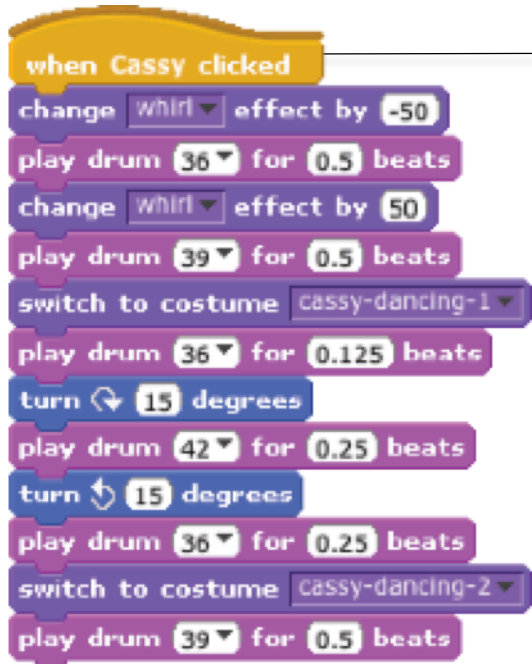 when Cassy clicked
change whirl effect by -50
play drum 36 for 0.5 beats
change whirl effect by 50
play drum 39 for 0.5 beats
switch to costume cassy-dancing-1
play drum 36 for 0.125 beats
turn 15 degrees
play drum 42 for 0.25 beats
turn 15 degrees
play drum 36 for 0.25 beats
switch to costume cassy-dancing-2
play drum 39 for 0.5 beats